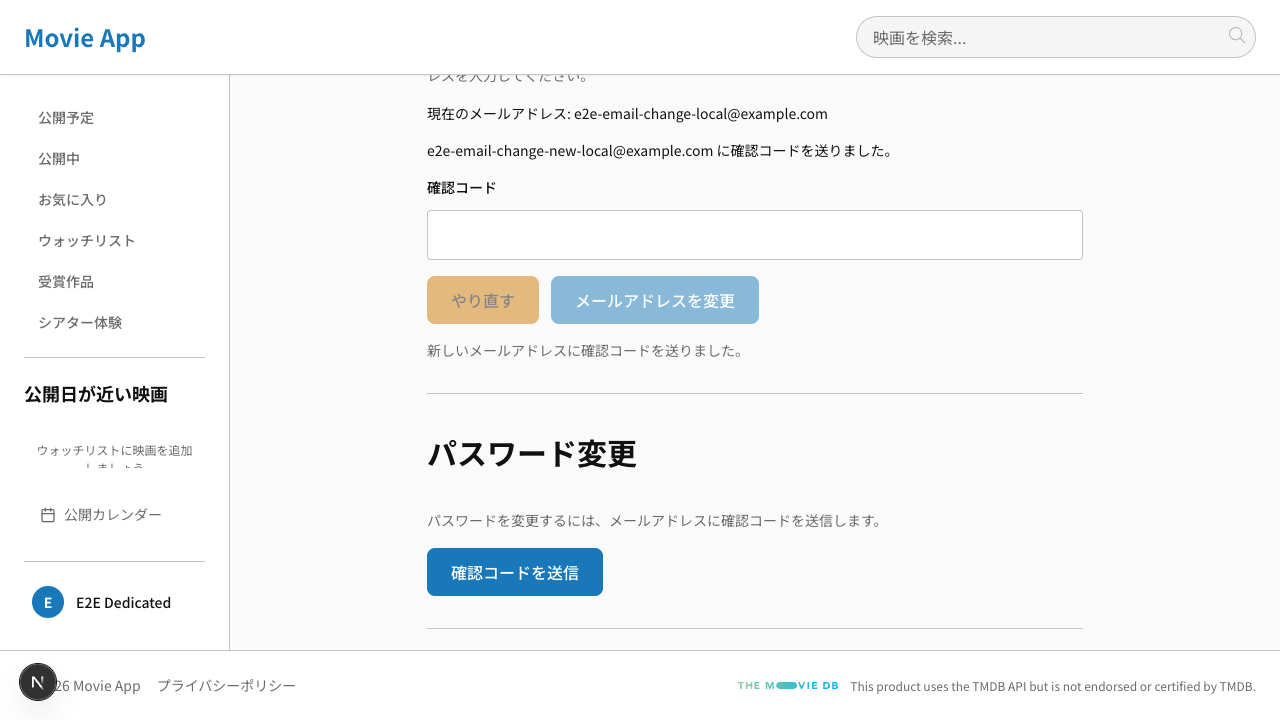 Movie App
映画を検索...
公開予定
公開中
お気に入り
ウォッチリスト
受賞作品
シアター体験
公開日が近い映画
ウォッチリストに映画を追加
しましょう
公開カレンダー
E
E2E Dedicated
レスを入力してください。
現在のメールアドレス: e2e-email-change-local@example.com
e2e-email-change-new-local@example.com に確認コードを送りました。
確認コード
やり直す
メールアドレスを変更
新しいメールアドレスに確認コードを送りました。
パスワード変更
パスワードを変更するには、メールアドレスに確認コードを送信します。
確認コードを送信
N
26 Movie App
プライバシーポリシー
THE MOVIE DB
This product uses the TMDB API but is not endorsed or certified by TMDB.